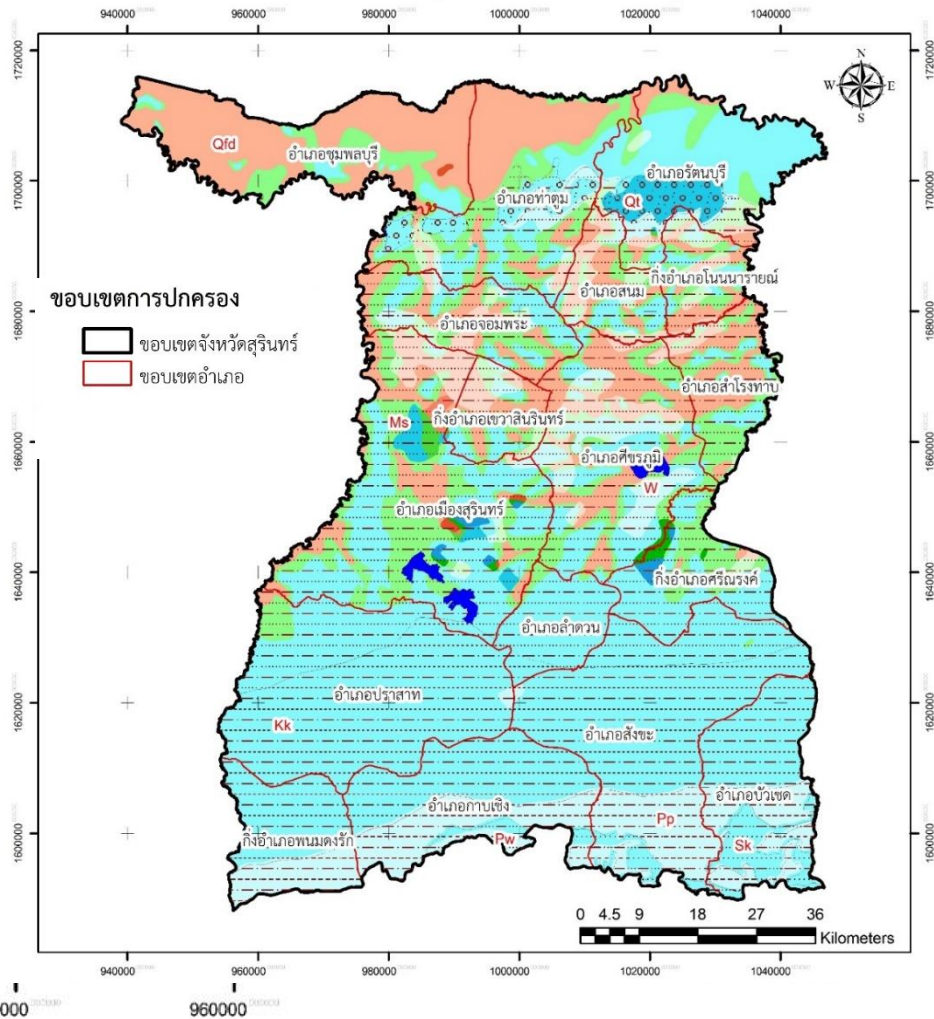 940000 960000 980000 1000000 1020000 1040000
1720000 1720000
N
W E
S
Qfd
อำเภอชุมพลบุรี
อำเภอรัตนบุรี
1700000 1700000
อำเภอท่าตูม
Qt
กิ่งอำเภอโนนนารายณ์
อำเภอสนม
ขอบเขตการปกครอง
1680000 1680000
อำเภอจอมพระ
ขอบเขตจังหวัดสุรินทร์
ขอบเขตอำเภอ
อำเภอสำโรงทาบ
Ms
กิ่งอำเภอเขวาสินรินทร์
1660000 1660000
อำเภอศีขรภูมิ
W
อำเภอเมืองสุรินทร์
1640000 1640000
กิ่งอำเภอศรีณรงค์
อำเภอลำดวน
อำเภอปราสาท
1620000 1620000
Kk
อำเภอสังขะ
อำเภอบัวเชด
อำเภอกาบเชิง
Pp
1600000 1600000
กิ่งอำเภอพนมดงรัก
Pw
Sk
0 4.5 9 18 27 36
Kilometers
940000 960000 980000 1000000 1020000 1040000
000 960000